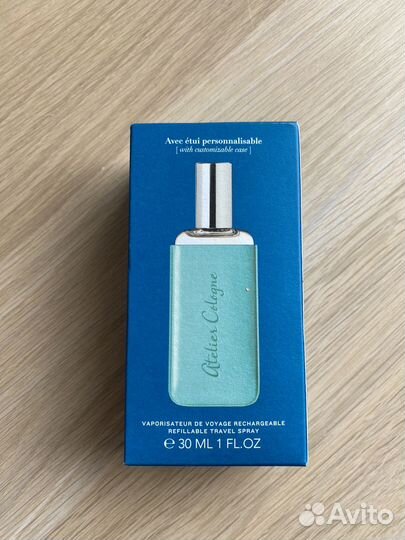 Avec étui personnalisable
[ with customizable case ]
Atelier Cologne
VAPORISATEUR DE VOYAGE RECHARGEABLE
REFILLABLE TRAVEL SPRAY
℮ 30 ML 1 FL.OZ
Avito